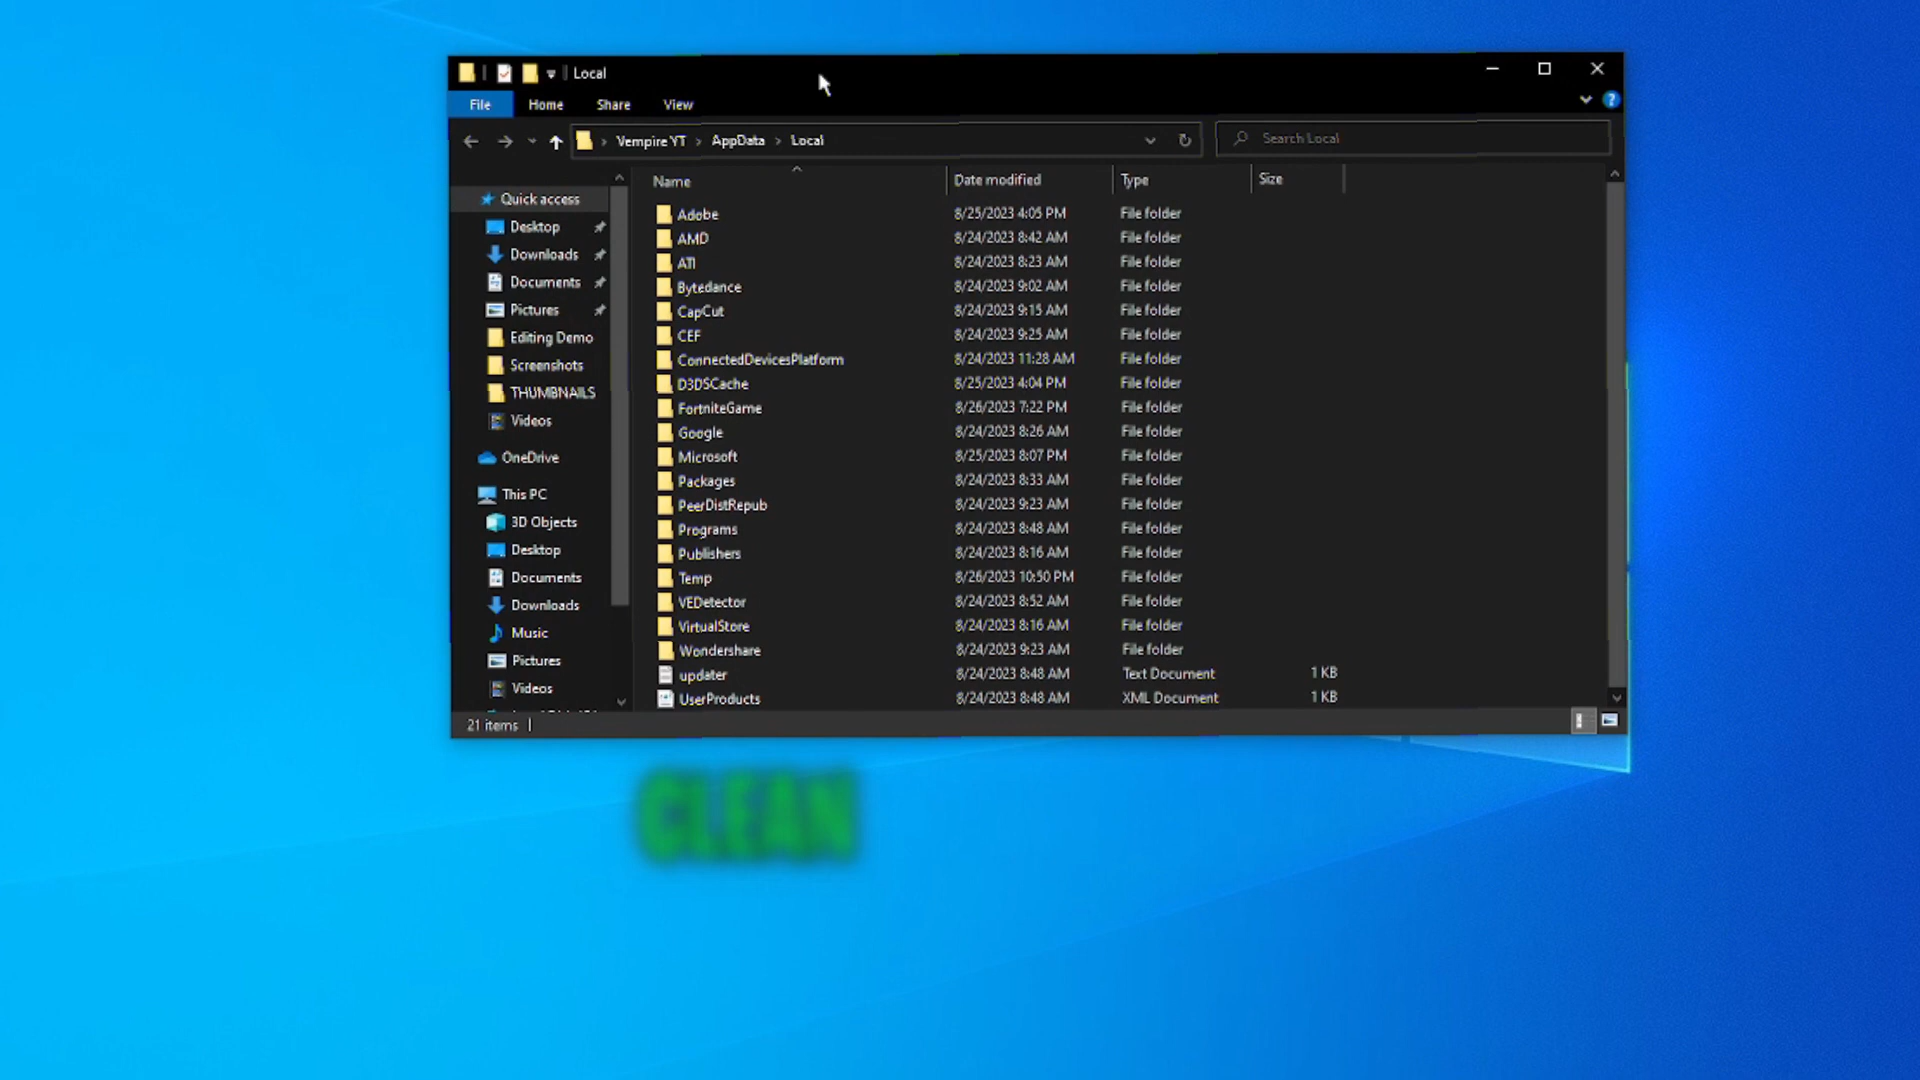 Local
File Home Share View
Vempire YT > AppData > Local
Search Local
Name Date modified Type Size
Quick access
Desktop
Downloads
Documents
Pictures
Editing Demo
Screenshots
THUMBNAILS
Videos
OneDrive
This PC
3D Objects
Desktop
Documents
Downloads
Music
Pictures
Videos
Adobe 8/25/2023 4:05 PM File folder
AMD 8/24/2023 8:42 AM File folder
ATI 8/24/2023 8:23 AM File folder
Bytedance 8/24/2023 9:02 AM File folder
CapCut 8/24/2023 9:15 AM File folder
CEF 8/24/2023 9:25 AM File folder
ConnectedDevicesPlatform 8/24/2023 11:28 AM File folder
D3DSCache 8/25/2023 4:04 PM File folder
FortniteGame 8/26/2023 7:22 PM File folder
Google 8/24/2023 8:26 AM File folder
Microsoft 8/25/2023 8:07 PM File folder
Packages 8/24/2023 8:33 AM File folder
PeerDistRepub 8/24/2023 9:23 AM File folder
Programs 8/24/2023 8:48 AM File folder
Publishers 8/24/2023 8:16 AM File folder
Temp 8/26/2023 10:50 PM File folder
VEDetector 8/24/2023 8:52 AM File folder
VirtualStore 8/24/2023 8:16 AM File folder
Wondershare 8/24/2023 9:23 AM File folder
updater 8/24/2023 8:48 AM Text Document 1 KB
UserProducts 8/24/2023 8:48 AM XML Document 1 KB
21 items
CLEAN